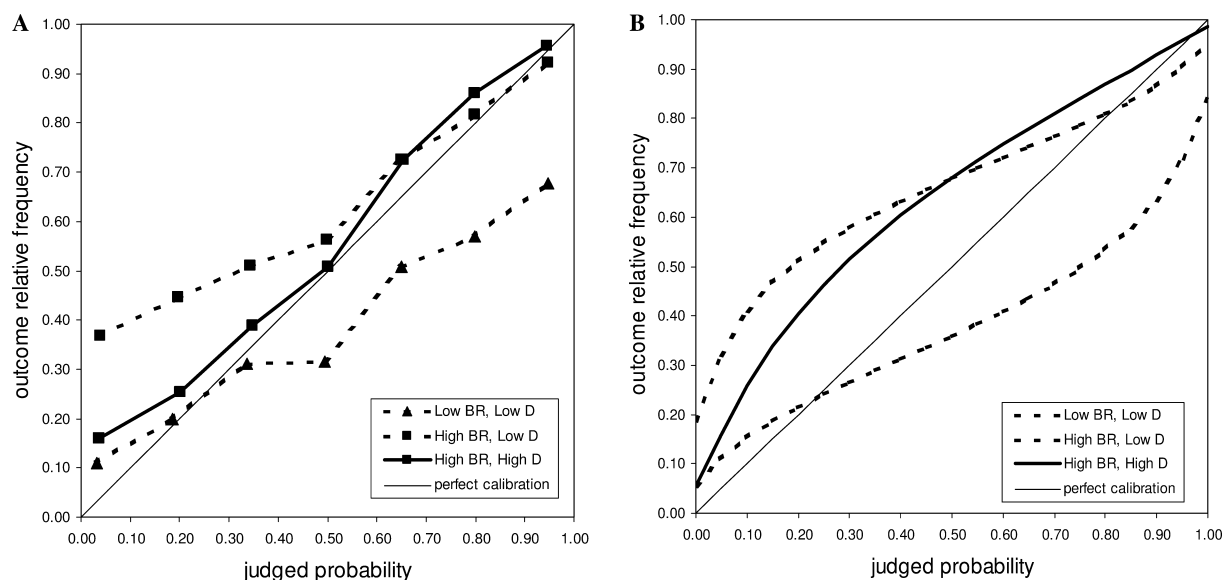 A
1.00
0.90
0.80
0.70
0.60
0.50
0.40
0.30
0.20
0.10
0.00
outcome relative frequency
0.00 0.10 0.20 0.30 0.40 0.50 0.60 0.70 0.80 0.90 1.00
judged probability
Low BR, Low D
High BR, Low D
High BR, High D
perfect calibration
B
1.00
0.90
0.80
0.70
0.60
0.50
0.40
0.30
0.20
0.10
0.00
outcome relative frequency
0.00 0.10 0.20 0.30 0.40 0.50 0.60 0.70 0.80 0.90 1.00
judged probability
Low BR, Low D
High BR, Low D
High BR, High D
perfect calibration